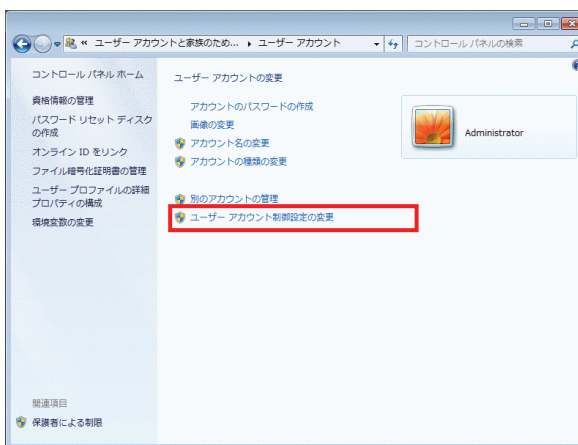 « ユーザー アカウントと家族のため... ▸ ユーザー アカウント
コントロール パネルの検索
コントロール パネル ホーム
資格情報の管理
パスワード リセット ディスク
の作成
オンライン ID をリンク
ファイル暗号化証明書の管理
ユーザー プロファイルの詳細
プロパティの構成
環境変数の変更
関連項目
保護者による制限
ユーザー アカウントの変更
アカウントのパスワードの作成
画像の変更
アカウント名の変更
アカウントの種類の変更
別のアカウントの管理
ユーザー アカウント制御設定の変更
Administrator